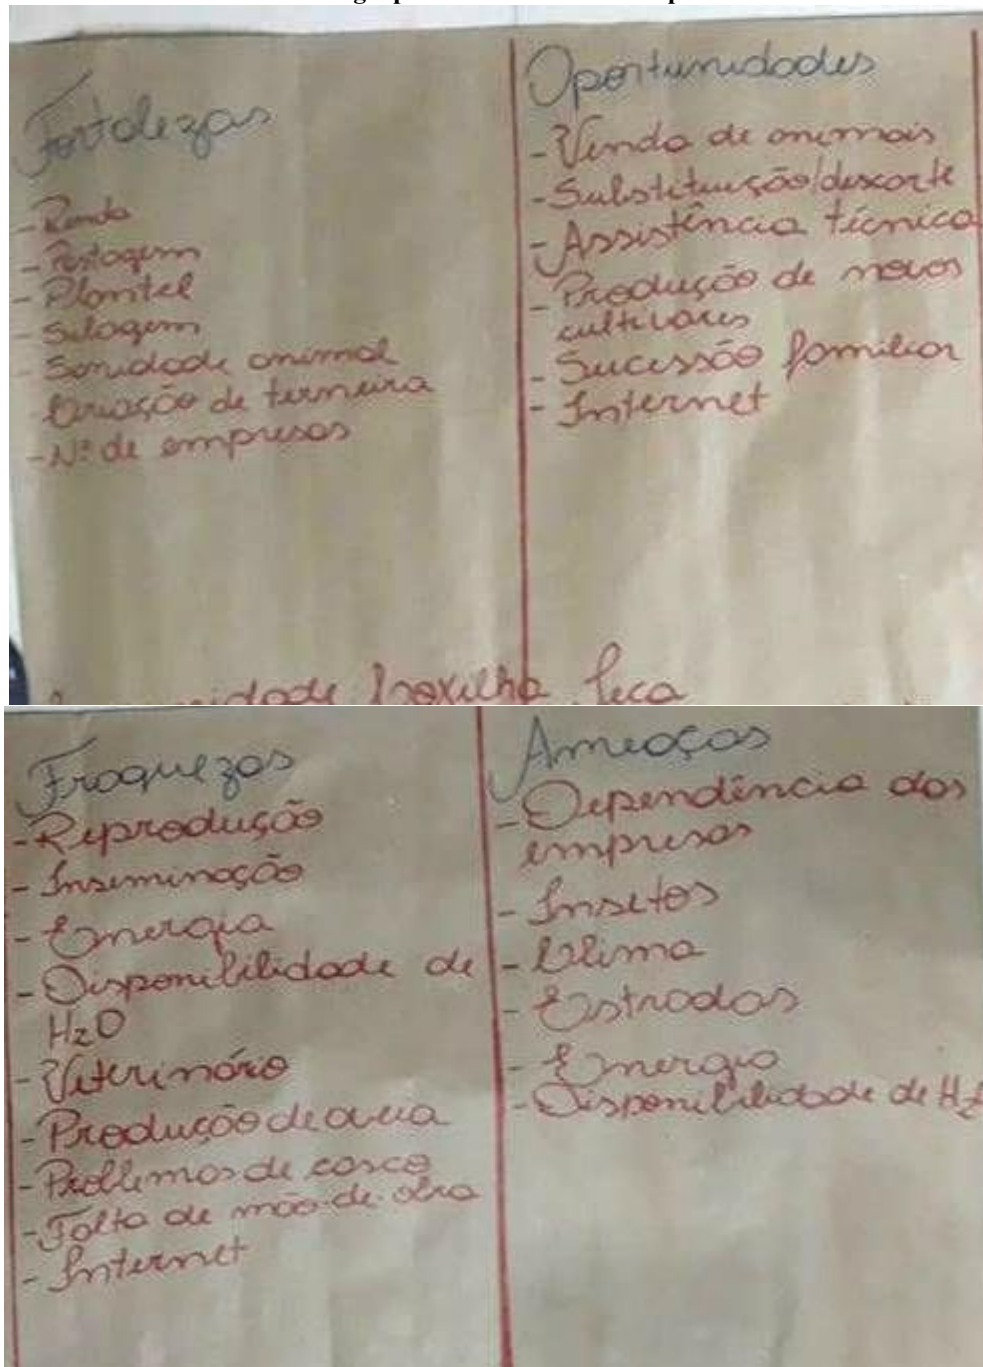 Fortalezas
- Renda
- Pastagem
- Plantel
- Silagem
- Sanidade animal
- Criação de terneira
- Nº de empresas
Oportunidades
- Venda de animais
- Substituição/descarte
- Assistência técnica
- Produção de novos
cultivares
- Sucessão familiar
- Internet
Coxilha Seca
Fraquezas
- Reprodução
- Inseminação
- Energia
- Disponibilidade de
H2O
- Veterinário
- Produção de aveia
- Problemas de casco
- Falta de mão-de-obra
- Internet
Ameaças
- Dependência das
empresas
- Insetos
- Clima
- Estradas
- Energia
- Disponibilidade de H2O